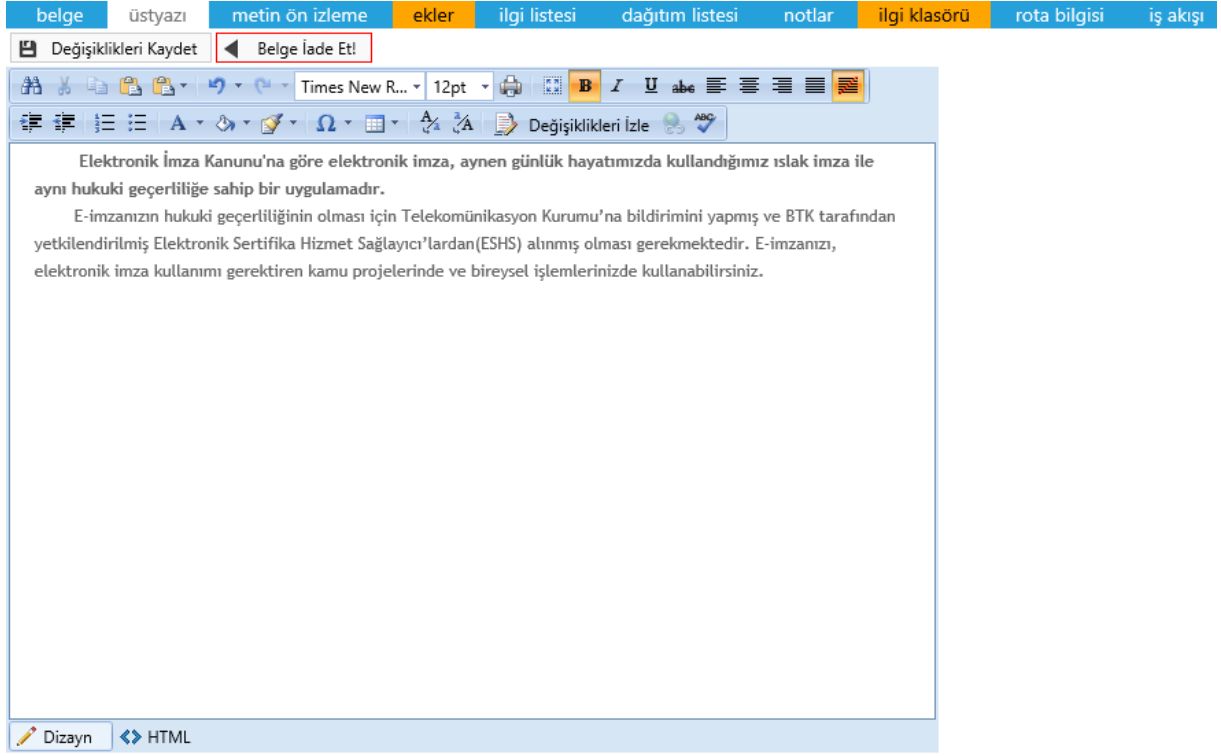 belge üstyazı metin ön izleme ekler ilgi listesi dağıtım listesi notlar ilgi klasörü rota bilgisi iş akışı
Değişiklikleri Kaydet Belge İade Et!
Times New R... 12pt B I U abc
A Ω A/a Değişiklikleri İzle ABC
Elektronik İmza Kanunu'na göre elektronik imza, aynen günlük hayatımızda kullandığımız ıslak imza ile
aynı hukuki geçerliliğe sahip bir uygulamadır.
E-imzanızın hukuki geçerliliğinin olması için Telekomünikasyon Kurumu’na bildirimini yapmış ve BTK tarafından
yetkilendirilmiş Elektronik Sertifika Hizmet Sağlayıcı’lardan(ESHS) alınmış olması gerekmektedir. E-imzanızı,
elektronik imza kullanımı gerektiren kamu projelerinde ve bireysel işlemlerinizde kullanabilirsiniz.
Dizayn HTML